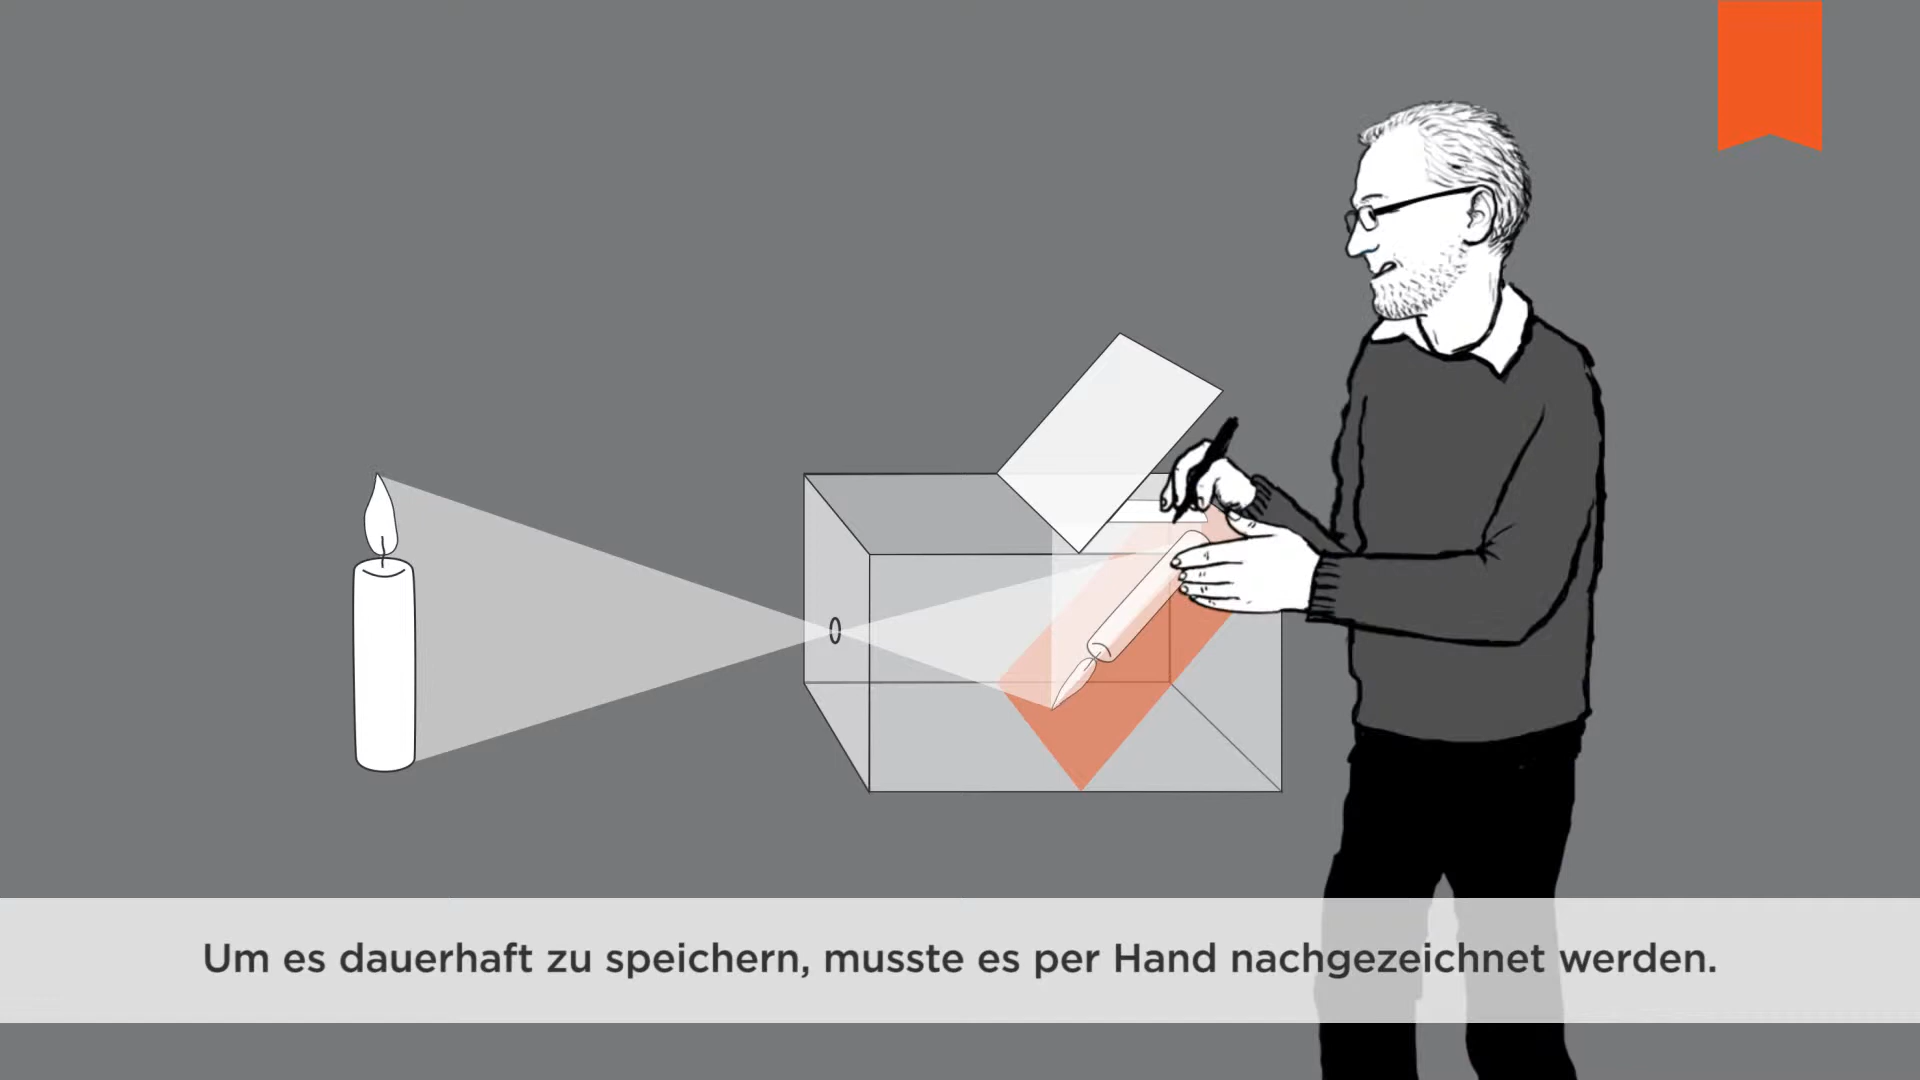 Um es dauerhaft zu speichern, musste es per Hand nachgezeichnet werden.